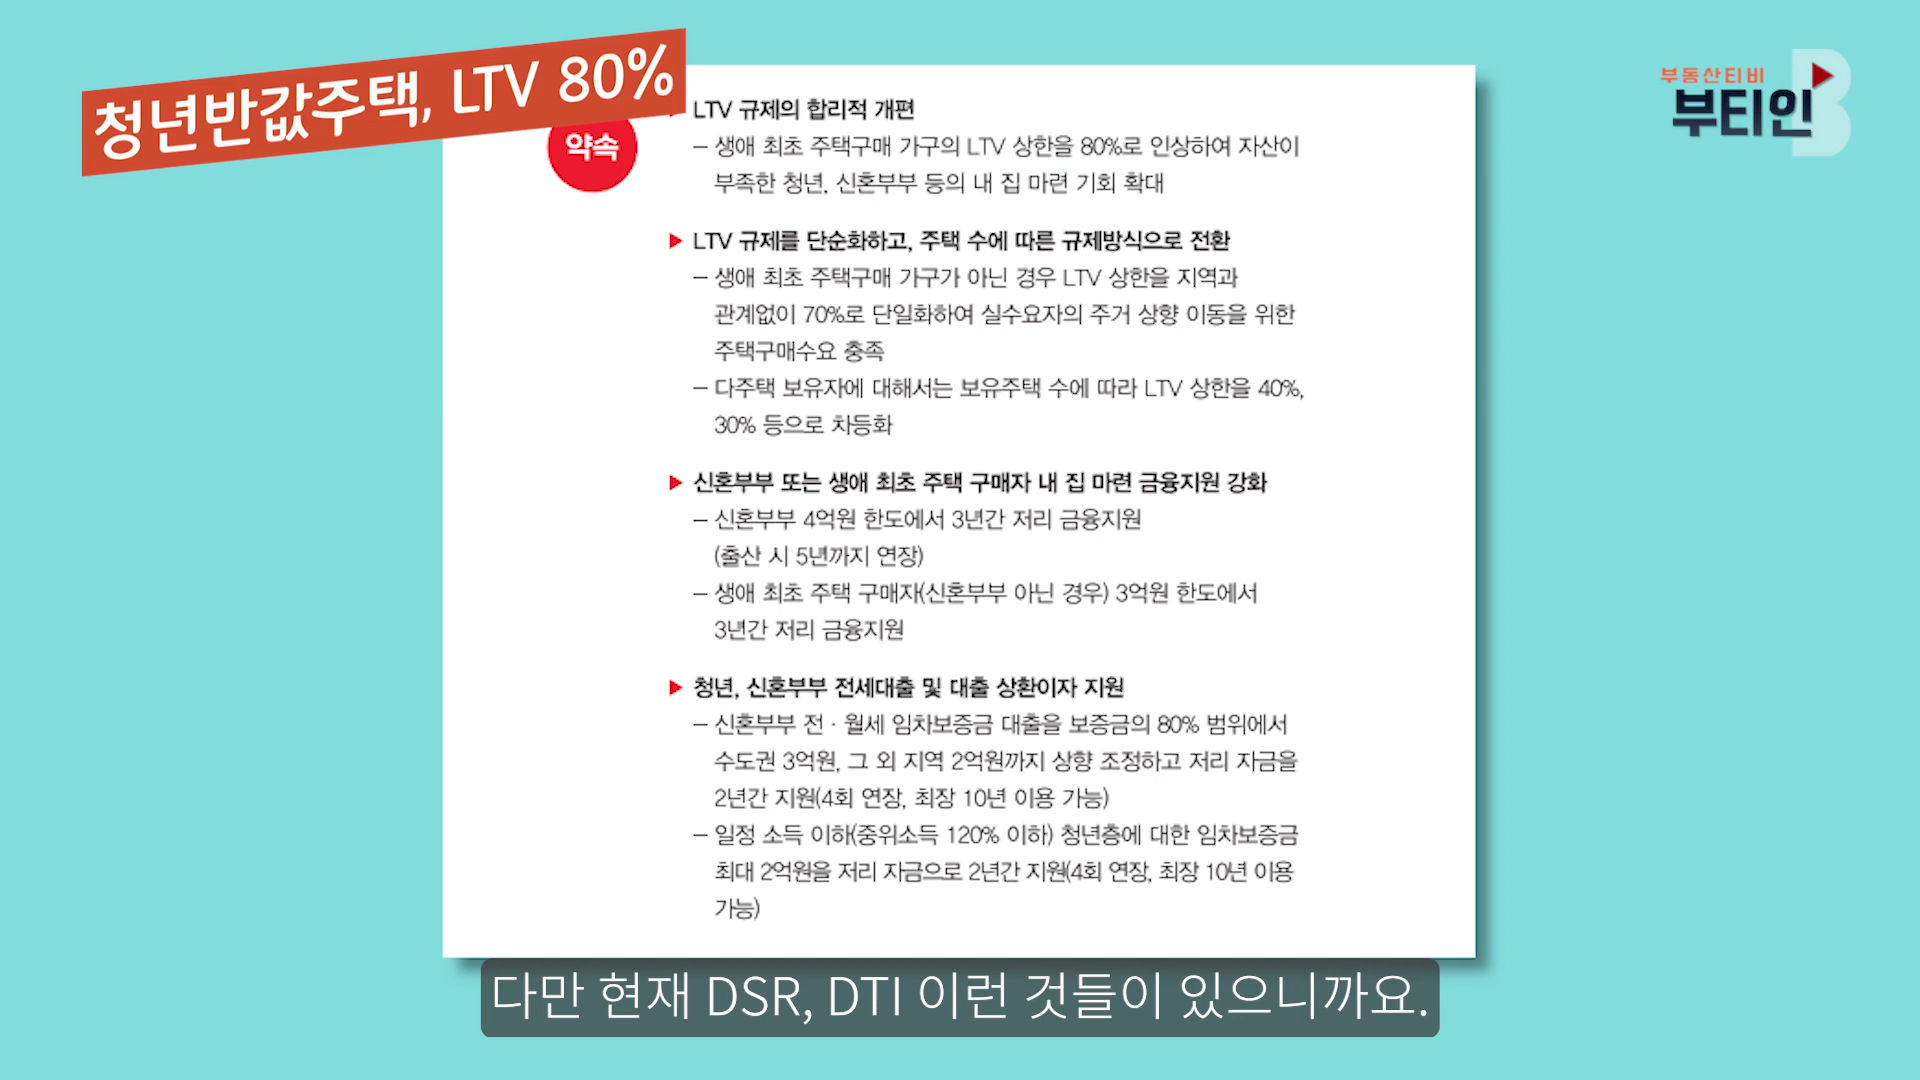 청년반값주택, LTV 80%
부동산티비
부티인
약속
LTV 규제의 합리적 개편
– 생애 최초 주택구매 가구의 LTV 상한을 80%로 인상하여 자산이
부족한 청년, 신혼부부 등의 내 집 마련 기회 확대
▶ LTV 규제를 단순화하고, 주택 수에 따른 규제방식으로 전환
– 생애 최초 주택구매 가구가 아닌 경우 LTV 상한을 지역과
관계없이 70%로 단일화하여 실수요자의 주거 상향 이동을 위한
주택구매수요 충족
– 다주택 보유자에 대해서는 보유주택 수에 따라 LTV 상한을 40%,
30% 등으로 차등화
▶ 신혼부부 또는 생애 최초 주택 구매자 내 집 마련 금융지원 강화
– 신혼부부 4억원 한도에서 3년간 저리 금융지원
(출산 시 5년까지 연장)
– 생애 최초 주택 구매자(신혼부부 아닌 경우) 3억원 한도에서
3년간 저리 금융지원
▶ 청년, 신혼부부 전세대출 및 대출 상환이자 지원
– 신혼부부 전·월세 임차보증금 대출을 보증금의 80% 범위에서
수도권 3억원, 그 외 지역 2억원까지 상향 조정하고 저리 자금을
2년간 지원(4회 연장, 최장 10년 이용 가능)
– 일정 소득 이하(중위소득 120% 이하) 청년층에 대한 임차보증금
최대 2억원을 저리 자금으로 2년간 지원(4회 연장, 최장 10년 이용
가능)
다만 현재 DSR, DTI 이런 것들이 있으니까요.